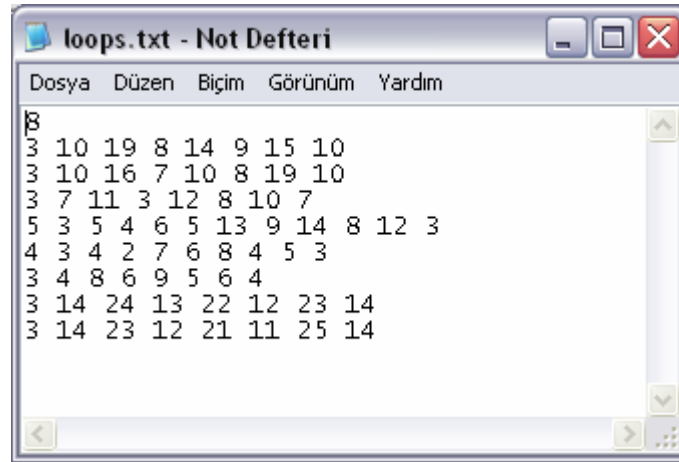 loops.txt - Not Defteri
Dosya Düzen Biçim Görünüm Yardım
8
3 10 19 8 14 9 15 10
3 10 16 7 10 8 19 10
3 7 11 3 12 8 10 7
5 3 5 4 6 5 13 9 14 8 12 3
4 3 4 2 7 6 8 4 5 3
3 4 8 6 9 5 6 4
3 14 24 13 22 12 23 14
3 14 23 12 21 11 25 14